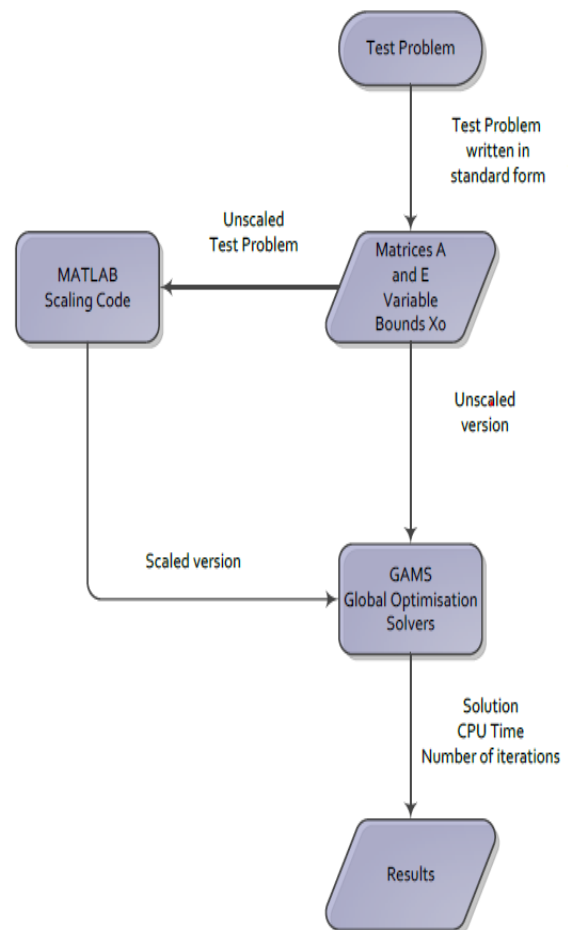 Test Problem
Test Problem
written in
standard form
Unscaled
Test Problem
MATLAB
Scaling Code
Matrices A
and E
Variable
Bounds Xo
Unscaled
version
Scaled version
GAMS
Global Optimisation
Solvers
Solution
CPU Time
Number of iterations
Results